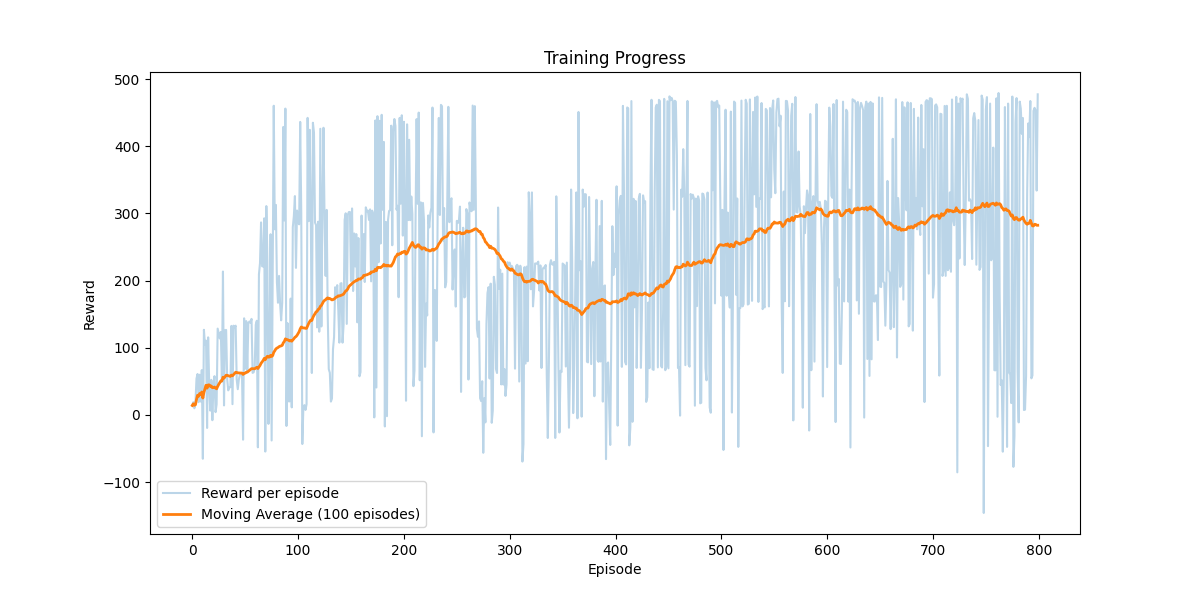 Training Progress
500
400
300
200
100
0
−100
Reward
Reward per episode
Moving Average (100 episodes)
0 100 200 300 400 500 600 700 800
Episode